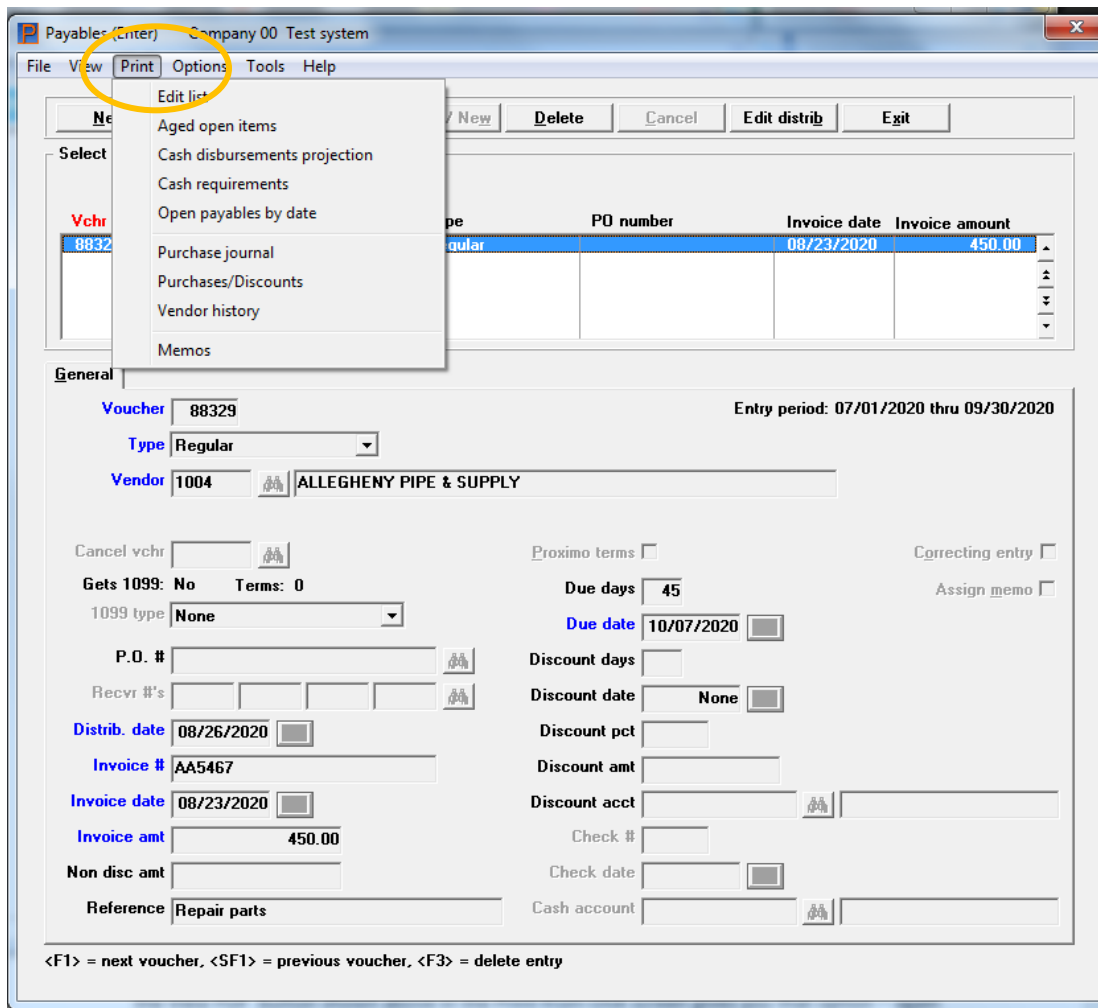 Payables (Enter) Company 00 Test system
File View Print Options Tools Help
Edit list
Aged open items
Cash disbursements projection
Cash requirements
Open payables by date
Purchase journal
Purchases/Discounts
Vendor history
Memos
New Delete Cancel Edit distrib Exit
Select
Vchr PO number Invoice date Invoice amount
8832 08/23/2020 450.00
General
Voucher 88329 Entry period: 07/01/2020 thru 09/30/2020
Type Regular
Vendor 1004 ALLEGHENY PIPE & SUPPLY
Cancel vchr Proximo terms Correcting entry
Gets 1099: No Terms: 0 Due days 45 Assign memo
1099 type None Due date 10/07/2020
P.O. # Discount days
Recvr #'s Discount date None
Distrib. date 08/26/2020 Discount pct
Invoice # AA5467 Discount amt
Invoice date 08/23/2020 Discount acct
Invoice amt 450.00 Check #
Non disc amt Check date
Reference Repair parts Cash account
<F1> = next voucher, <SF1> = previous voucher, <F3> = delete entry